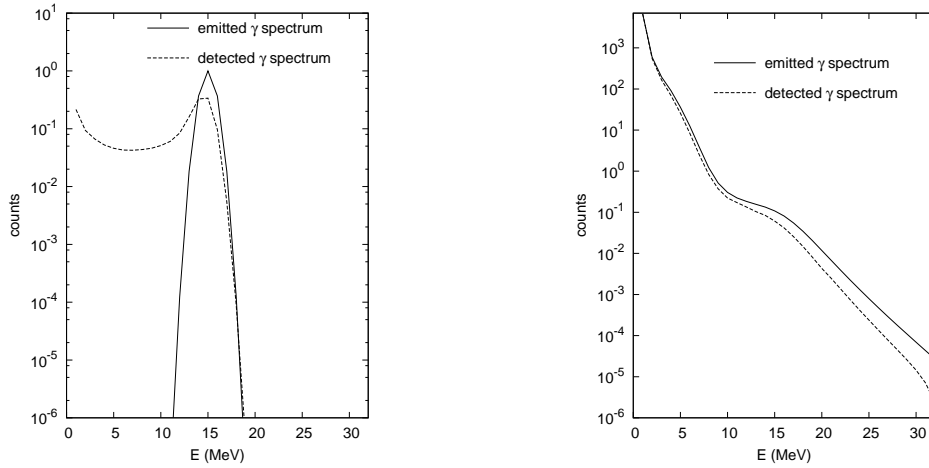 10^1
10^0
10^-1
10^-2
10^-3
10^-4
10^-5
10^-6
counts
emitted γ spectrum
detected γ spectrum
0 5 10 15 20 25 30
E (MeV)
10^3
10^2
10^1
10^0
10^-1
10^-2
10^-3
10^-4
10^-5
10^-6
counts
emitted γ spectrum
detected γ spectrum
0 5 10 15 20 25 30
E (MeV)